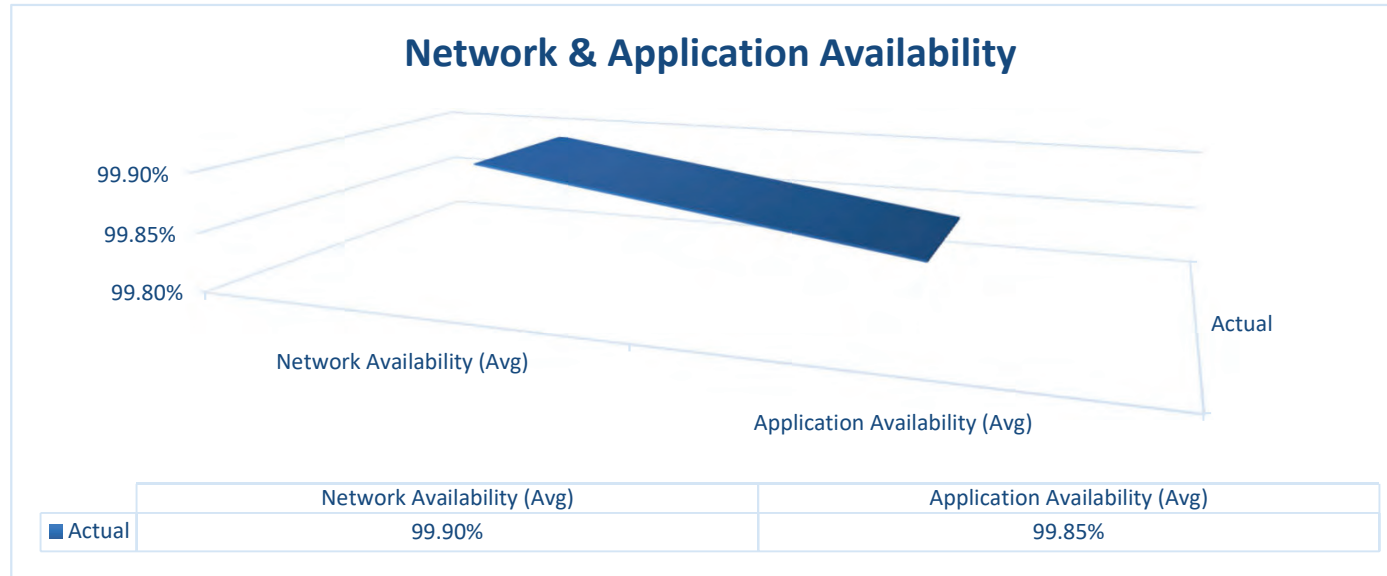 Network & Application Availability
99.90%
99.85%
99.80%
Actual
Network Availability (Avg)
Application Availability (Avg)
Network Availability (Avg) Application Availability (Avg)
Actual 99.90% 99.85%